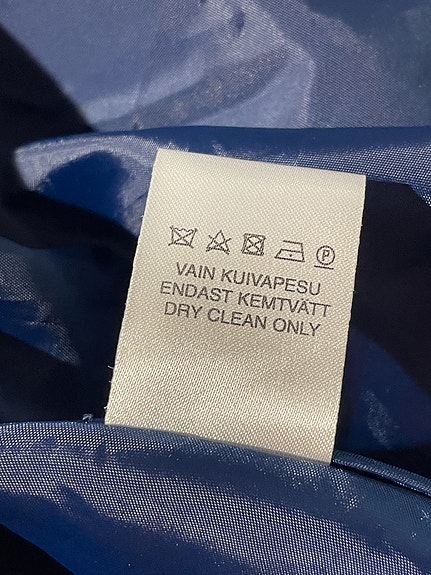 P
VAIN KUIVAPESU
ENDAST KEMTVÄTT
DRY CLEAN ONLY